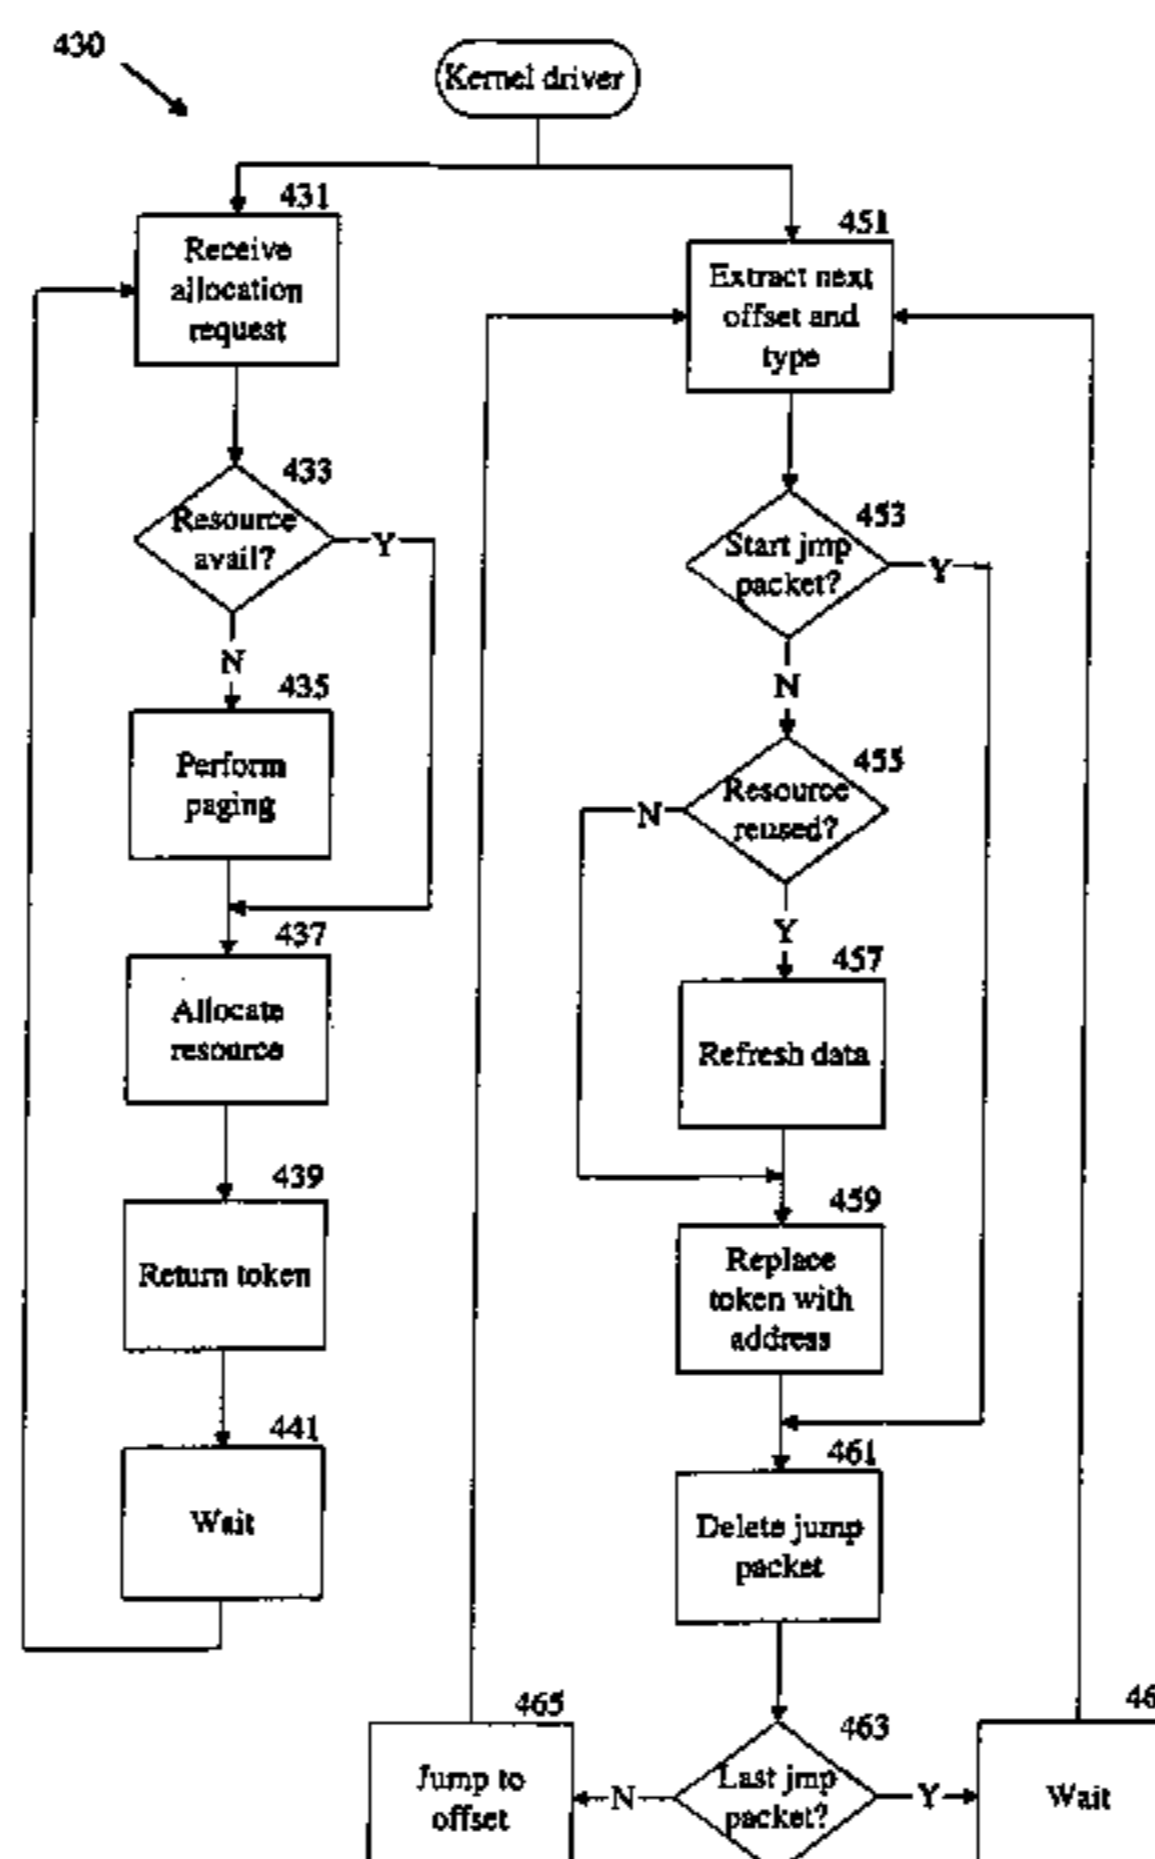 430
Kernel driver
431
Receive
allocation
request
433
Resource
avail?
Y
N
435
Perform
paging
437
Allocate
resource
439
Return token
441
Wait
451
Extract next
offset and
type
453
Start jmp
packet?
Y
N
455
Resource
reused?
N
Y
457
Refresh data
459
Replace
token with
address
461
Delete jump
packet
463
Last jmp
packet?
N
Y
465
Jump to
offset
46
Wait